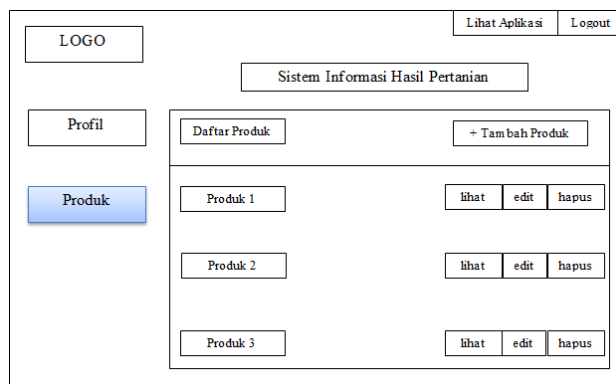 Lihat Aplikasi Logout
LOGO
Sistem Informasi Hasil Pertanian
Profil
Daftar Produk + Tambah Produk
Produk
Produk 1 lihat edit hapus
Produk 2 lihat edit hapus
Produk 3 lihat edit hapus